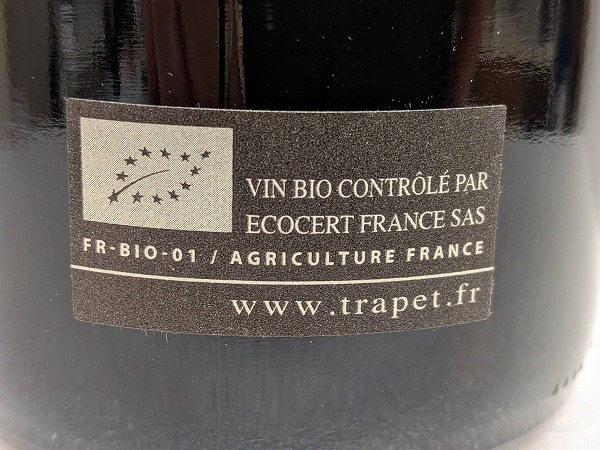 VIN BIO CONTRÔLÉ PAR
ECOCERT FRANCE SAS
FR-BIO-01 / AGRICULTURE FRANCE
www.trapet.fr